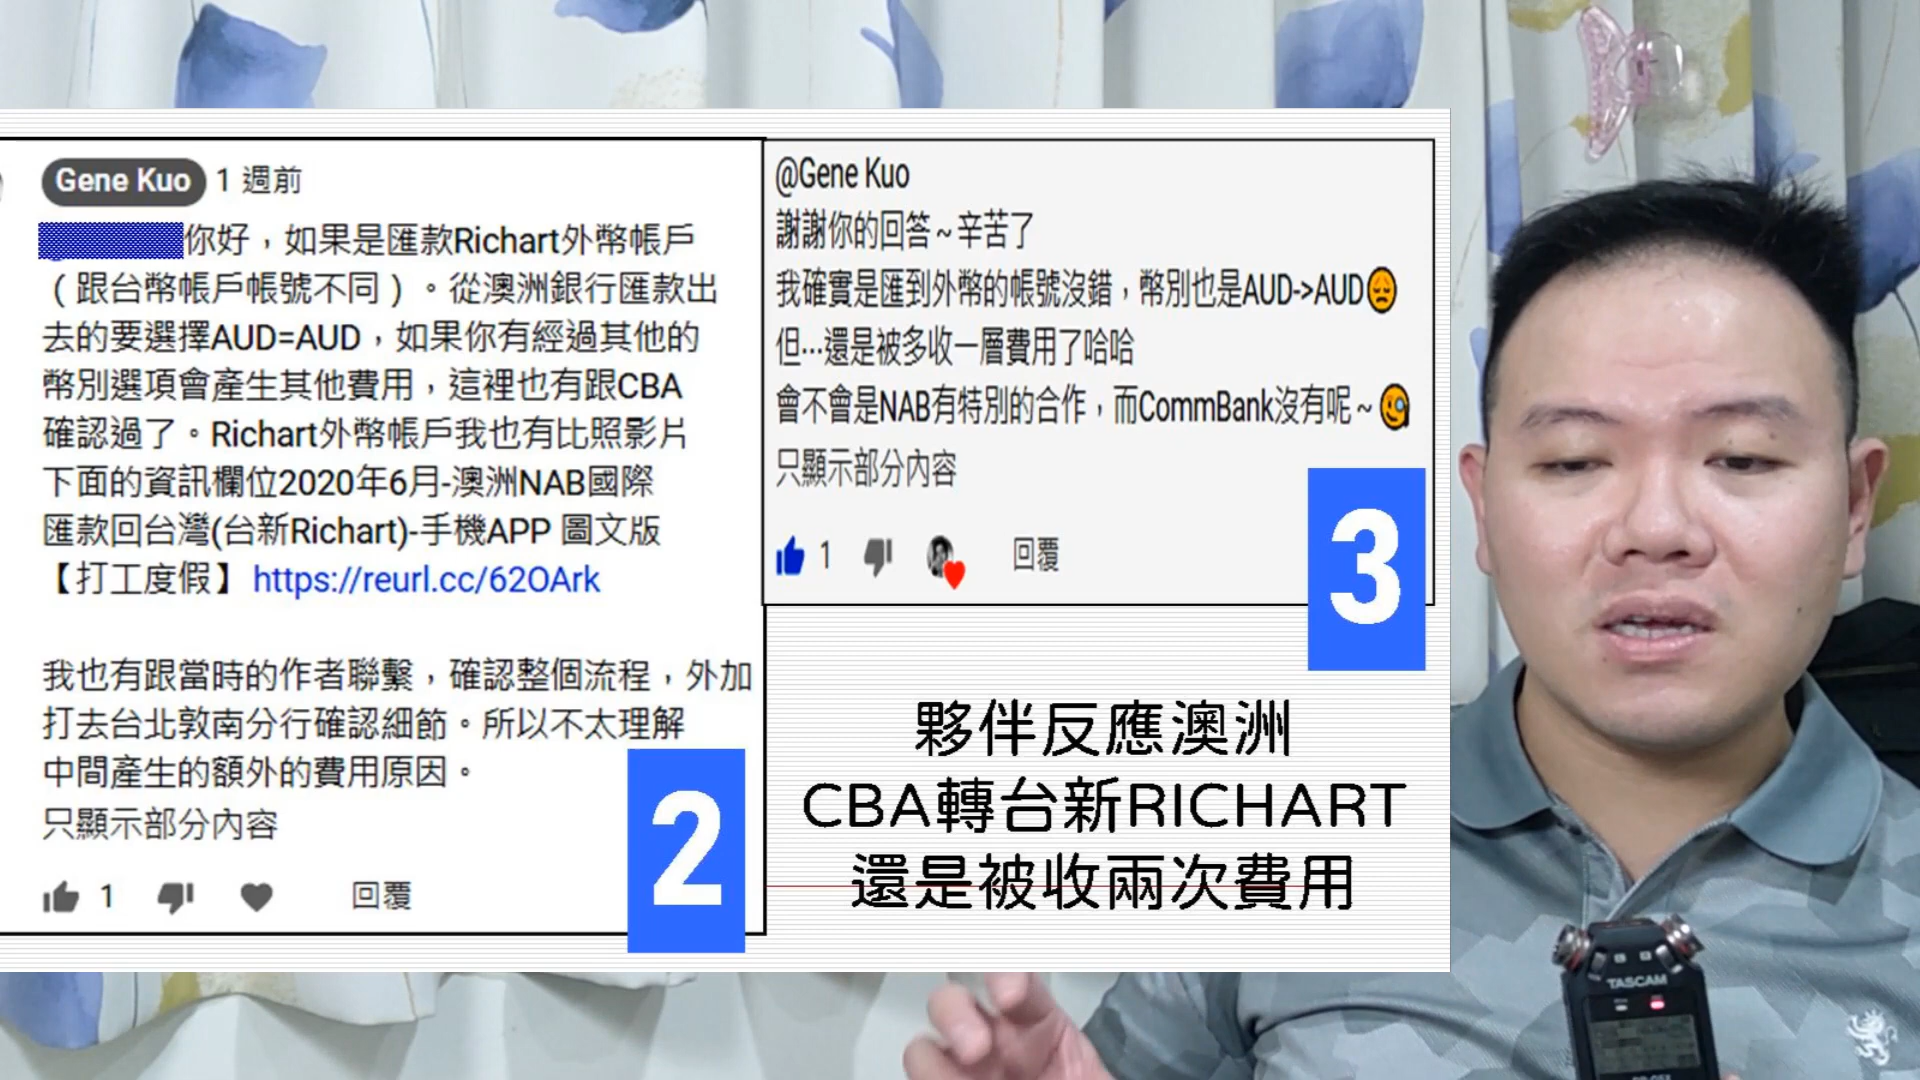 Gene Kuo 1 週前
你好，如果是匯款Richart外幣帳戶
（跟台幣帳戶帳號不同）。從澳洲銀行匯款出
去的要選擇AUD=AUD，如果你有經過其他的
幣別選項會產生其他費用，這裡也有跟CBA
確認過了。Richart外幣帳戶我也有比照影片
下面的資訊欄位2020年6月-澳洲NAB國際
匯款回台灣(台新Richart)-手機APP 圖文版
【打工度假】https://reurl.cc/62OArk
我也有跟當時的作者聯繫，確認整個流程，外加
打去台北敦南分行確認細節。所以不太理解
中間產生的額外的費用原因。
只顯示部分內容
1 回覆
2
@Gene Kuo
謝謝你的回答~辛苦了
我確實是匯到外幣的帳號沒錯，幣別也是AUD->AUD😔
但…還是被多收一層費用了哈哈
會不會是NAB有特別的合作，而CommBank沒有呢~🧐
只顯示部分內容
1 回覆
3
夥伴反應澳洲
CBA轉台新RICHART
還是被收兩次費用
TASCAM